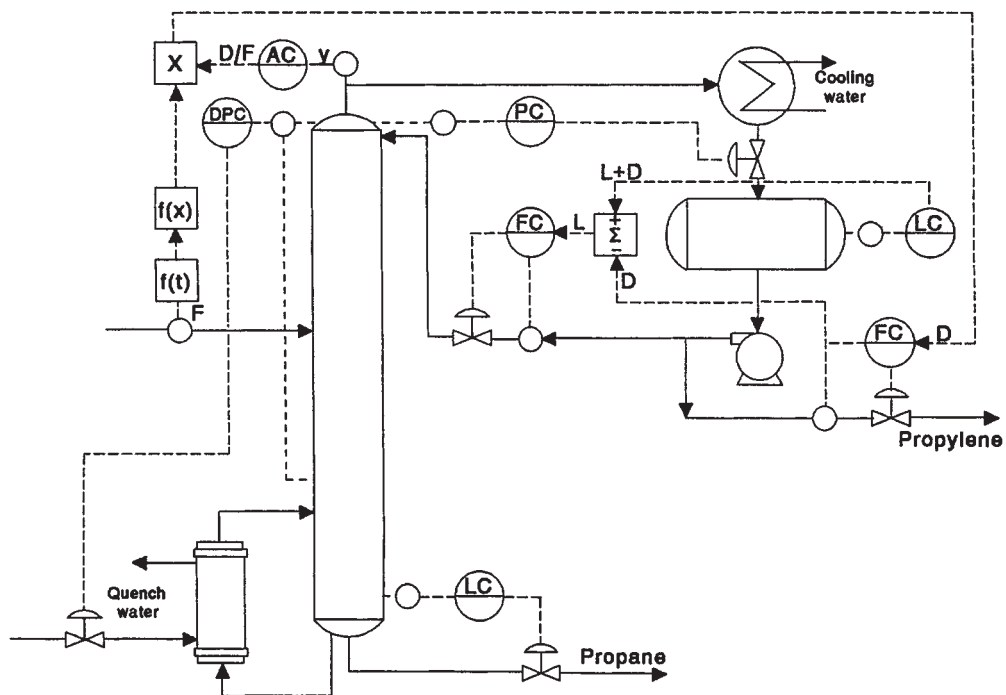 X
D/F
AC
y
Cooling
water
DPC
PC
L+D
f(x)
FC
L
+
Σ
−
LC
f(t)
D
F
FC
D
Propylene
Quench
water
LC
Propane